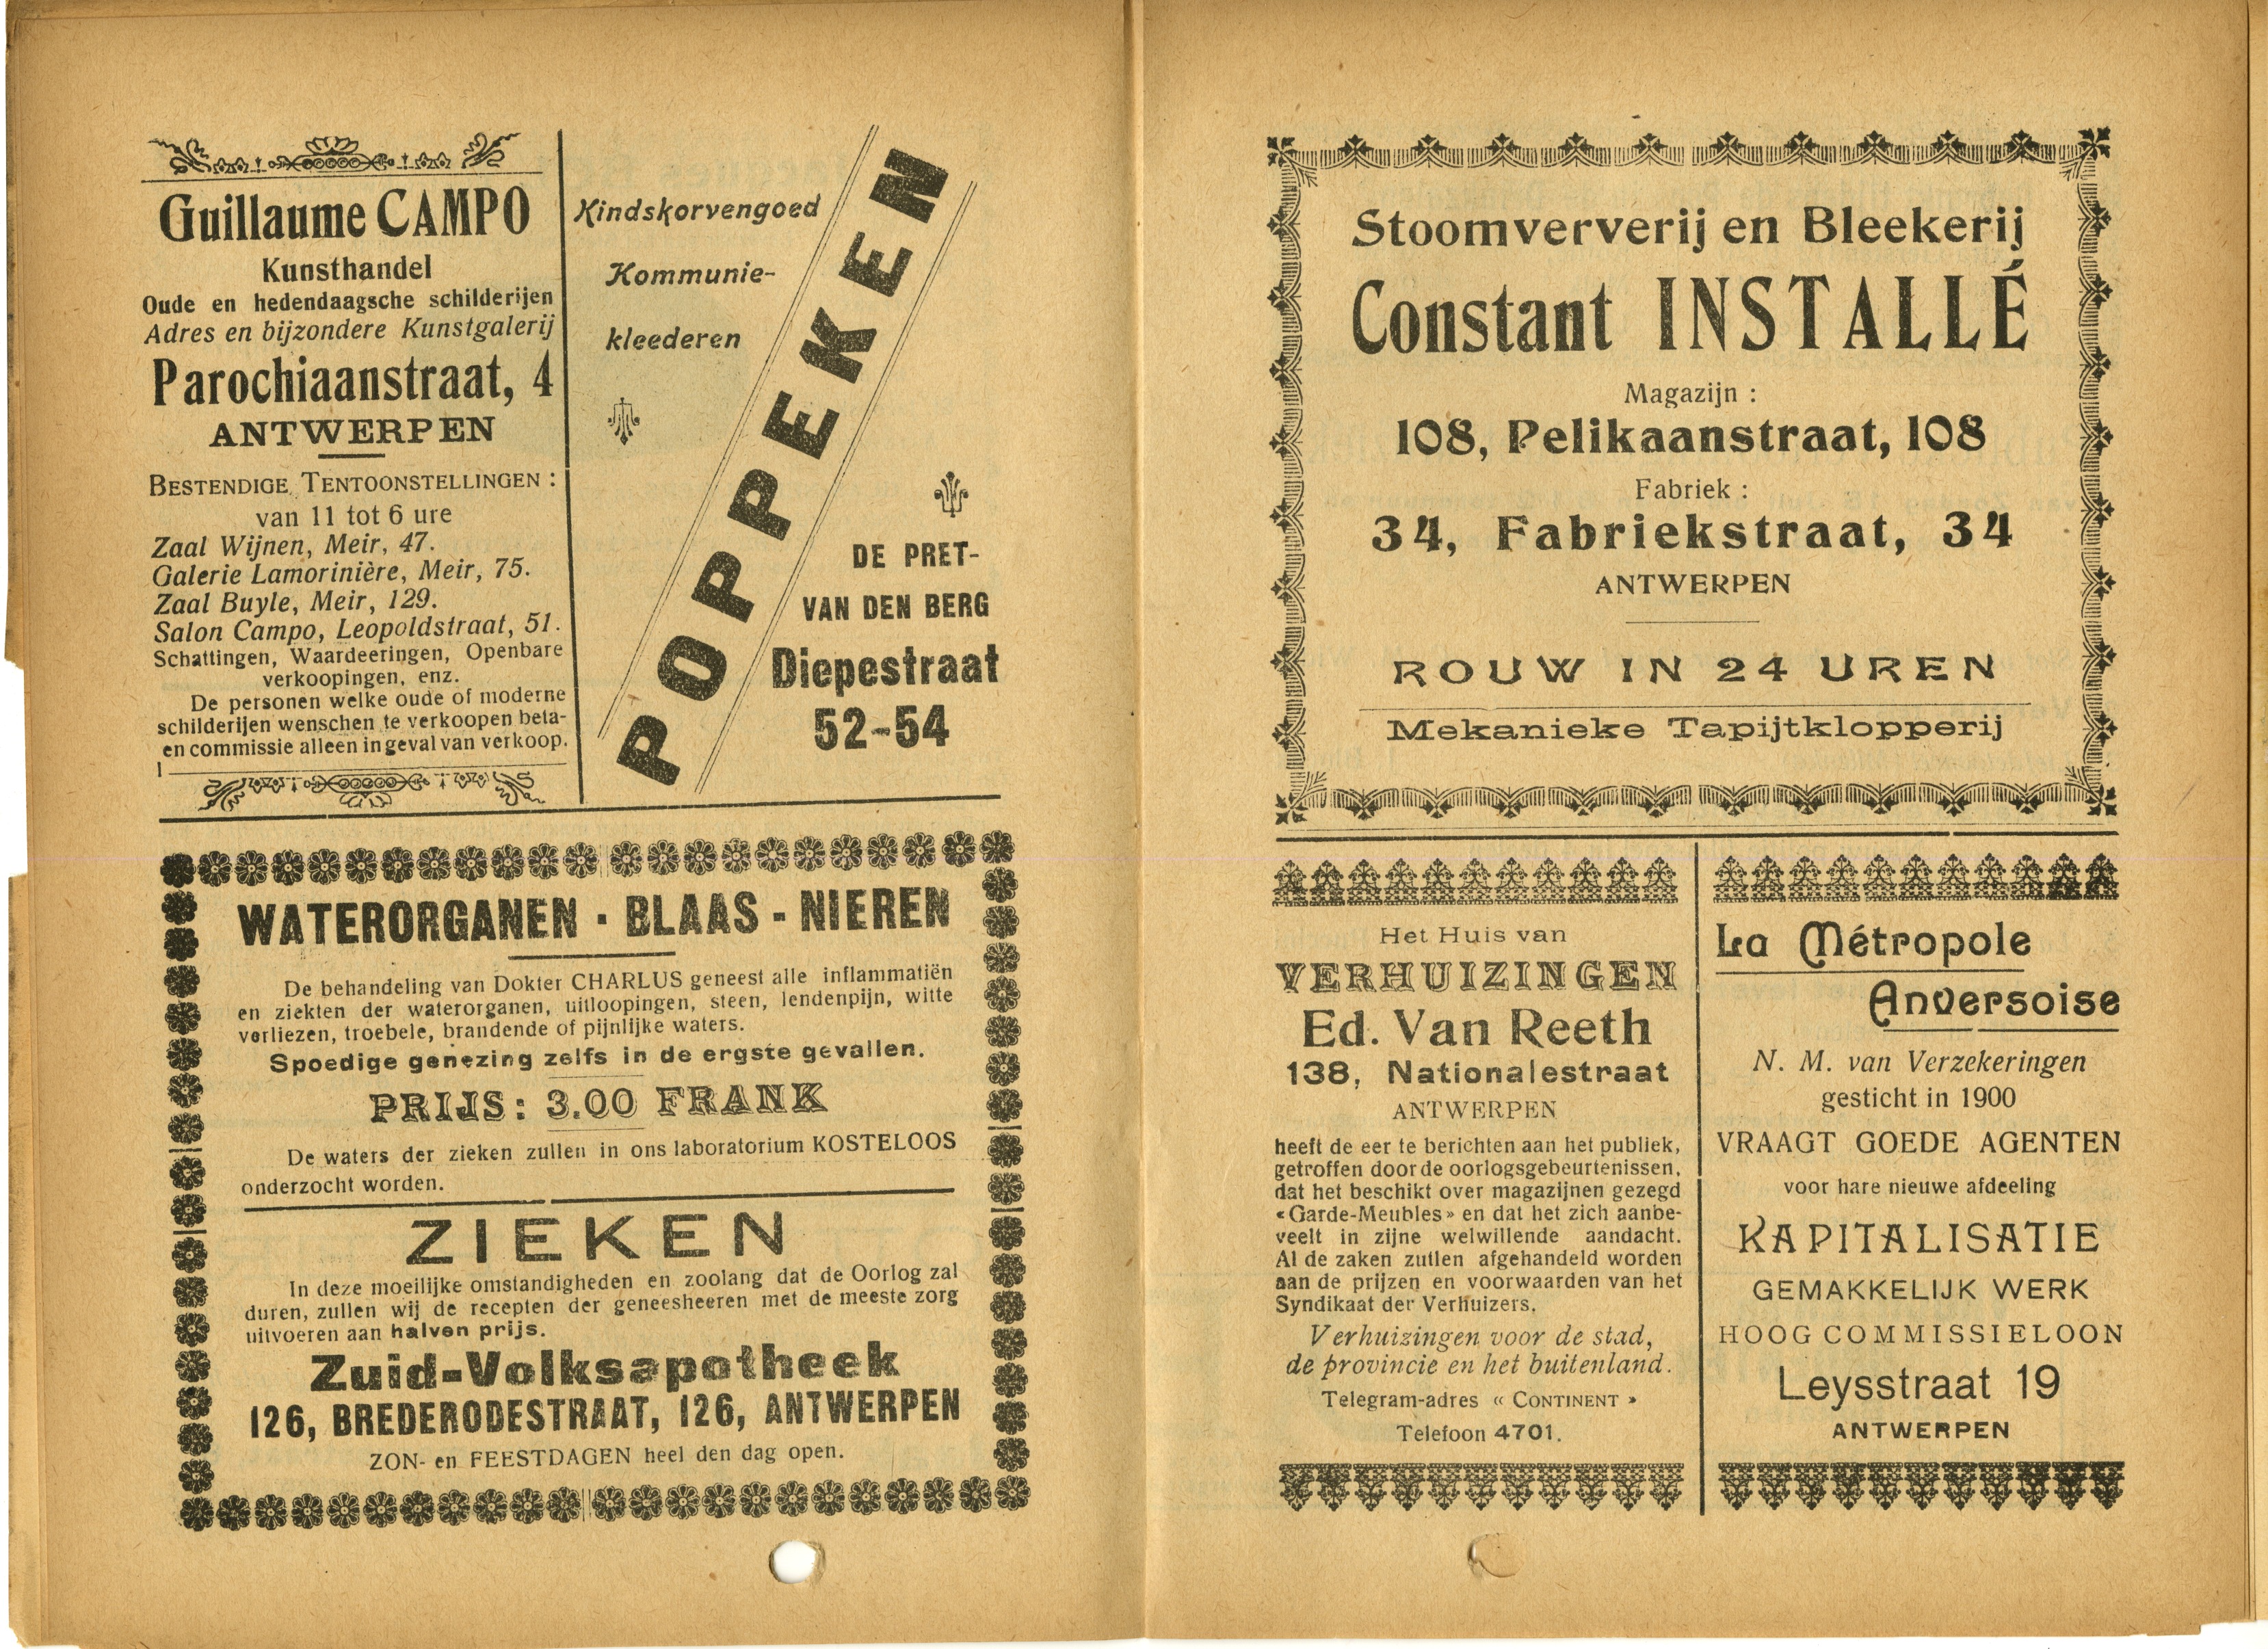 Guillaume CAMPO
Kunsthandel
Oude en hedendaagsche schilderijen
Adres en bijzondere Kunstgalerij
Parochiaanstraat, 4
ANTWERPEN
BESTENDIGE TENTOONSTELLINGEN :
van 11 tot 6 ure
Zaal Wijnen, Meir, 47.
Galerie Lamorinière, Meir, 75.
Zaal Buyle, Meir, 129.
Salon Campo, Leopoldstraat, 51.
Schattingen, Waardeeringen, Openbare
verkoopingen, enz.
De personen welke oude of moderne
schilderijen wenschen te verkoopen beta-
en commissie alleen in geval van verkoop.
l
Kindskorvengoed
Kommunie-
kleederen
POPPEKEN
DE PRET-
VAN DEN BERG
Diepestraat
52-54
WATERORGANEN - BLAAS - NIEREN
De behandeling van Dokter CHARLUS geneest alle inflammatiën
en ziekten der waterorganen, uitloopingen, steen, lendenpijn, witte
verliezen, troebele, brandende of pijnlijke waters.
Spoedige genezing zelfs in de ergste gevallen.
PRIJS: 3.00 FRANK
De waters der zieken zullen in ons laboratorium KOSTELOOS
onderzocht worden.
ZIEKEN
In deze moeilijke omstandigheden en zoolang dat de Oorlog zal
duren, zullen wij de recepten der geneesheeren met de meeste zorg
uitvoeren aan halven prijs.
Zuid-Volksapotheek
126, BREDERODESTRAAT, 126, ANTWERPEN
ZON- en FEESTDAGEN heel den dag open.
Stoomververij en Bleekerij
Constant INSTALLÉ
Magazijn :
108, Pelikaanstraat, 108
Fabriek :
34, Fabriekstraat, 34
ANTWERPEN
ROUW IN 24 UREN
Mekanieke Tapijtklopperij
Het Huis van
VERHUIZINGEN
Ed. Van Reeth
138, Nationalestraat
ANTWERPEN
heeft de eer te berichten aan het publiek,
getroffen door de oorlogsgebeurtenissen,
dat het beschikt over magazijnen gezegd
«Garde-Meubles» en dat het zich aanbe-
veelt in zijne welwillende aandacht.
Al de zaken zullen afgehandeld worden
aan de prijzen en voorwaarden van het
Syndikaat der Verhuizers.
Verhuizingen voor de stad,
de provincie en het buitenland.
Telegram-adres « CONTINENT »
Telefoon 4701.
La Métropole
Anversoise
N. M. van Verzekeringen
gesticht in 1900
VRAAGT GOEDE AGENTEN
voor hare nieuwe afdeeling
KAPITALISATIE
GEMAKKELIJK WERK
HOOG COMMISSIELOON
Leysstraat 19
ANTWERPEN